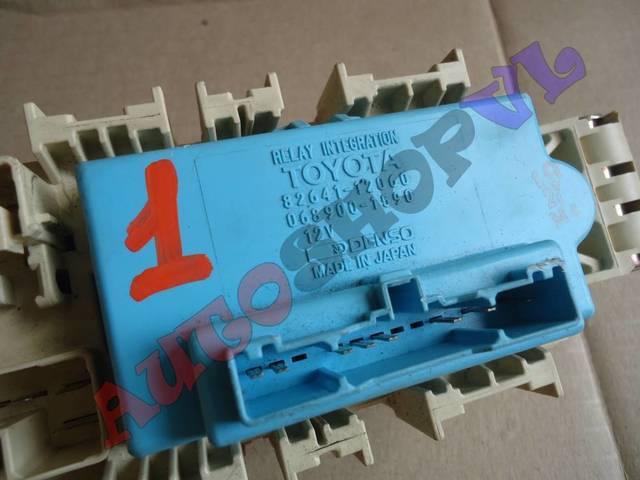 RELAY INTEGRATION
TOYOTA
82641-12060
068900-1890
12V
DENSO
MADE IN JAPAN
1
AUTOSHOPVL